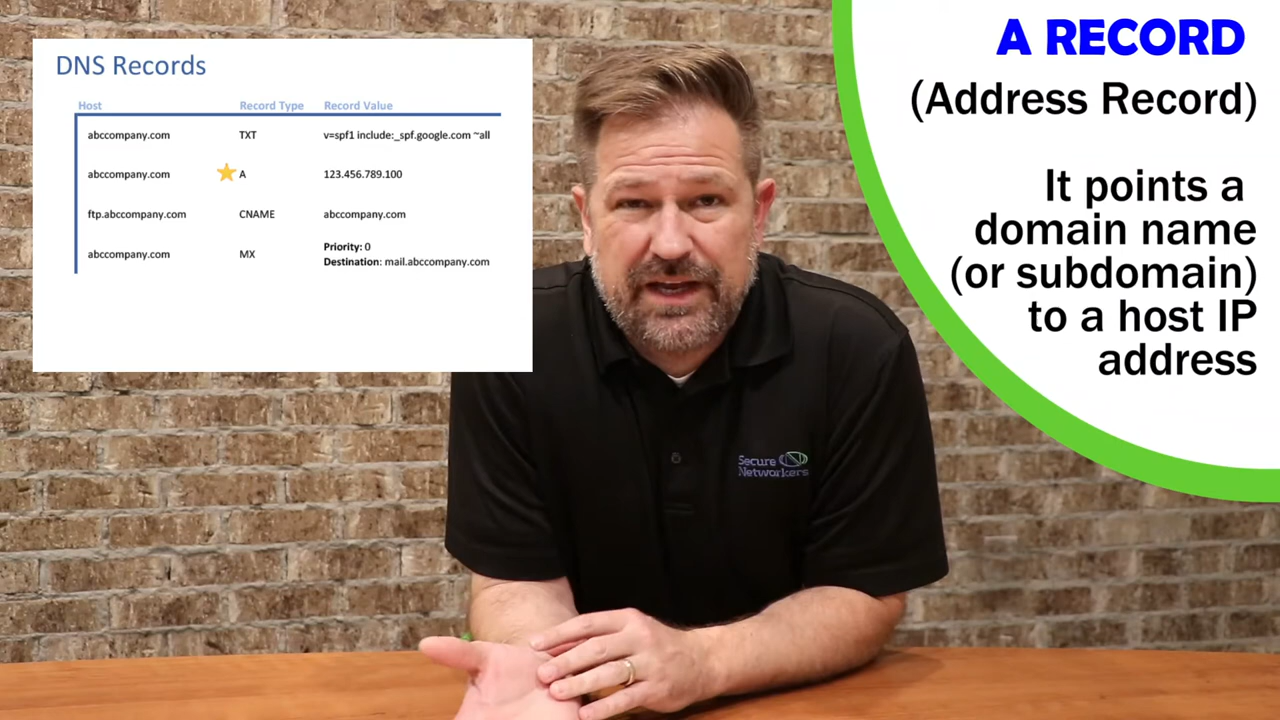 DNS Records
Host Record Type Record Value
abccompany.com TXT v=spf1 include:_spf.google.com ~all
abccompany.com A 123.456.789.100
ftp.abccompany.com CNAME abccompany.com
abccompany.com MX Priority: 0
Destination: mail.abccompany.com
A RECORD
(Address Record)
It points a
domain name
(or subdomain)
to a host IP
address
Secure
Networkers